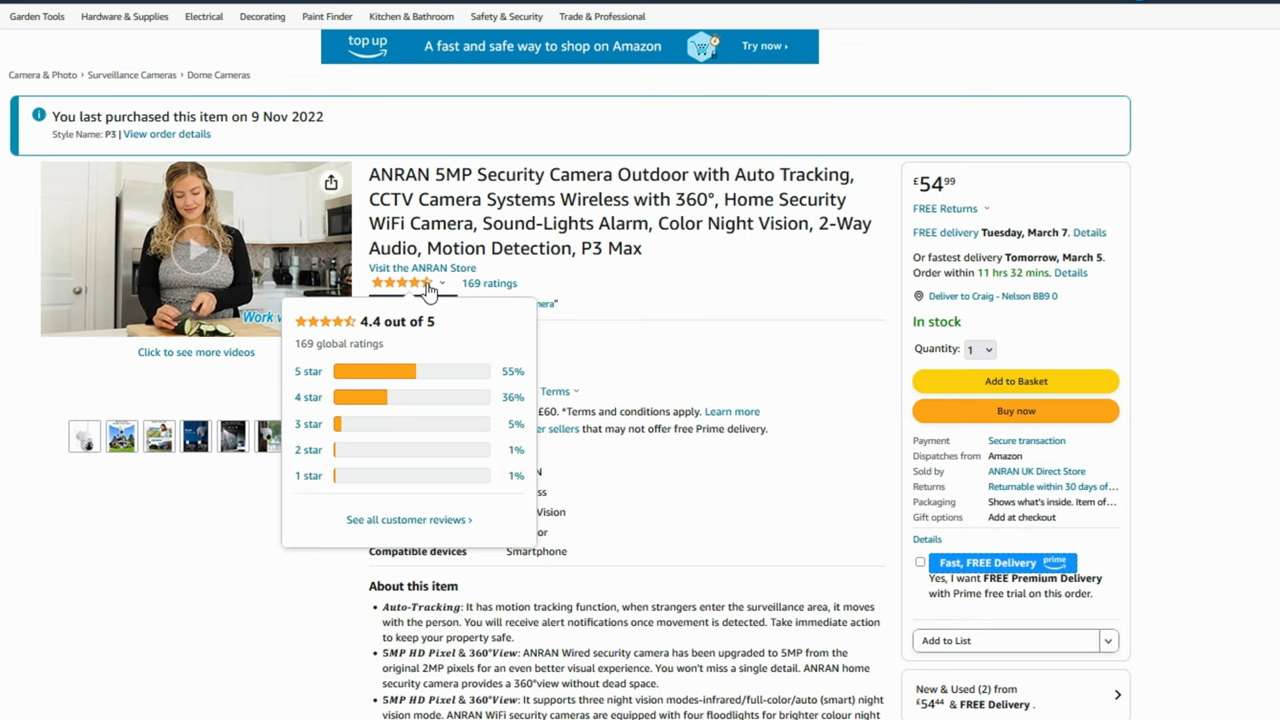 Garden Tools Hardware & Supplies Electrical Decorating Paint Finder Kitchen & Bathroom Safety & Security Trade & Professional
top up A fast and safe way to shop on Amazon Try now ›
Camera & Photo › Surveillance Cameras › Dome Cameras
You last purchased this item on 9 Nov 2022
Style Name: P3 | View order details
ANRAN 5MP Security Camera Outdoor with Auto Tracking,
CCTV Camera Systems Wireless with 360°, Home Security
WiFi Camera, Sound-Lights Alarm, Color Night Vision, 2-Way
Audio, Motion Detection, P3 Max
Visit the ANRAN Store
169 ratings
Work
Click to see more videos
4.4 out of 5
169 global ratings
5 star 55%
4 star 36%
3 star 5%
2 star 1%
1 star 1%
See all customer reviews ›
Terms
£60. *Terms and conditions apply. Learn more
er sellers that may not offer free Prime delivery.
Vision
Compatible devices Smartphone
About this item
• Auto-Tracking: It has motion tracking function, when strangers enter the surveillance area, it moves
with the person. You will receive alert notifications once movement is detected. Take immediate action
to keep your property safe.
• 5MP HD Pixel & 360°View: ANRAN Wired security camera has been upgraded to 5MP from the
original 2MP pixels for an even better visual experience. You won't miss a single detail. ANRAN home
security camera provides a 360°view without dead space.
• 5MP HD Pixel & 360°View: It supports three night vision modes-infrared/full-color/auto (smart) night
vision mode. ANRAN WiFi security cameras are equipped with four floodlights for brighter colour night
£54.99
FREE Returns
FREE delivery Tuesday, March 7. Details
Or fastest delivery Tomorrow, March 5.
Order within 11 hrs 32 mins. Details
Deliver to Craig - Nelson BB9 0
In stock
Quantity: 1
Add to Basket
Buy now
Payment Secure transaction
Dispatches from Amazon
Sold by ANRAN UK Direct Store
Returns Returnable within 30 days of…
Packaging Shows what's inside. Item of…
Gift options Add at checkout
Details
Fast, FREE Delivery prime
Yes, I want FREE Premium Delivery
with Prime free trial on this order.
Add to List
New & Used (2) from
£54.44 & FREE Delivery .